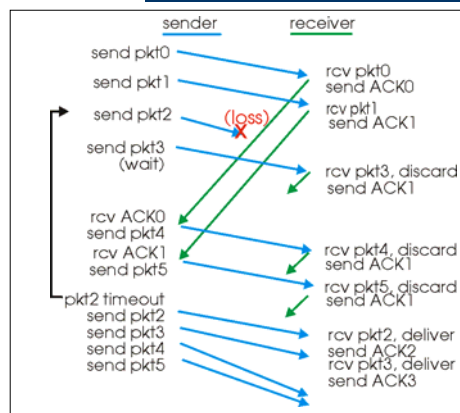 sender
receiver
send pkt0
send pkt1
send pkt2
send pkt3
(wait)
(loss)
rcv pkt0
send ACK0
rcv pkt1
send ACK1
rcv pkt3, discard
send ACK1
rcv ACK0
send pkt4
rcv ACK1
send pkt5
rcv pkt4, discard
send ACK1
rcv pkt5, discard
send ACK1
pkt2 timeout
send pkt2
send pkt3
send pkt4
send pkt5
rcv pkt2, deliver
send ACK2
rcv pkt3, deliver
send ACK3